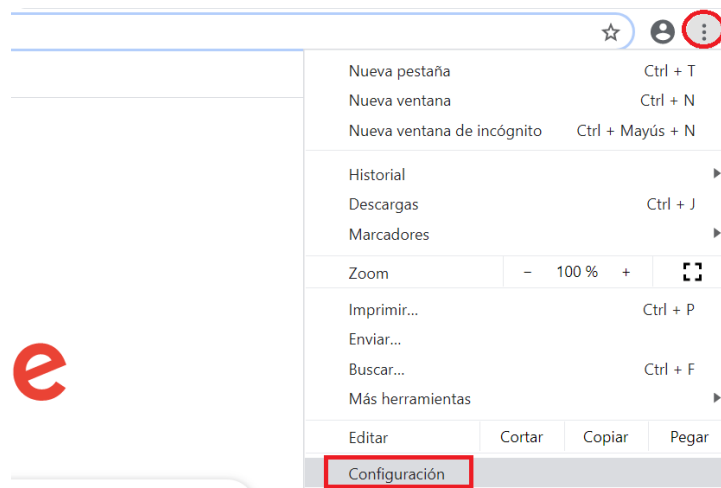 Nueva pestaña Ctrl + T
Nueva ventana Ctrl + N
Nueva ventana de incógnito Ctrl + Mayús + N
Historial
Descargas Ctrl + J
Marcadores
Zoom - 100 % +
Imprimir... Ctrl + P
Enviar...
Buscar... Ctrl + F
Más herramientas
e
Editar Cortar Copiar Pegar
Configuración